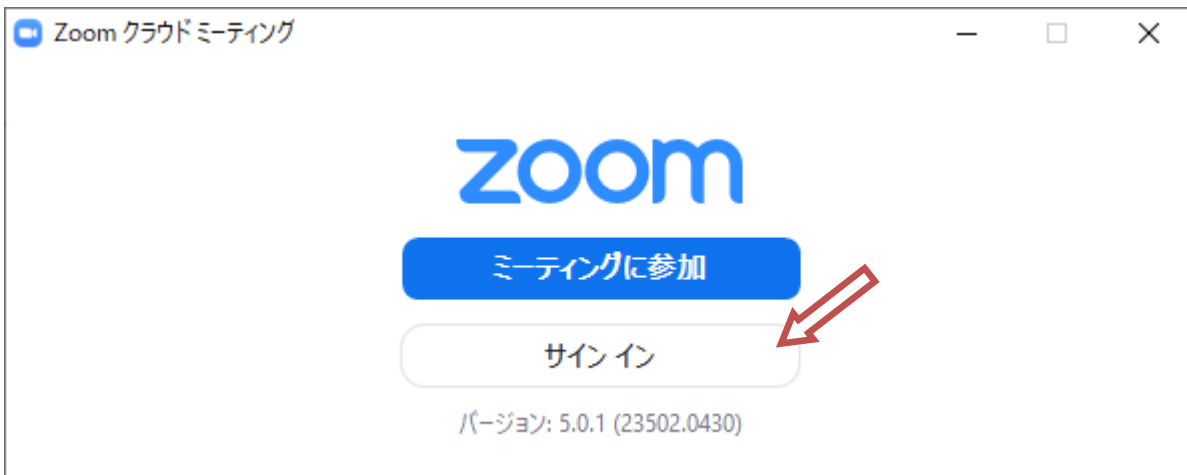 Zoom クラウド ミーティング
zoom
ミーティングに参加
サイン イン
バージョン: 5.0.1 (23502.0430)